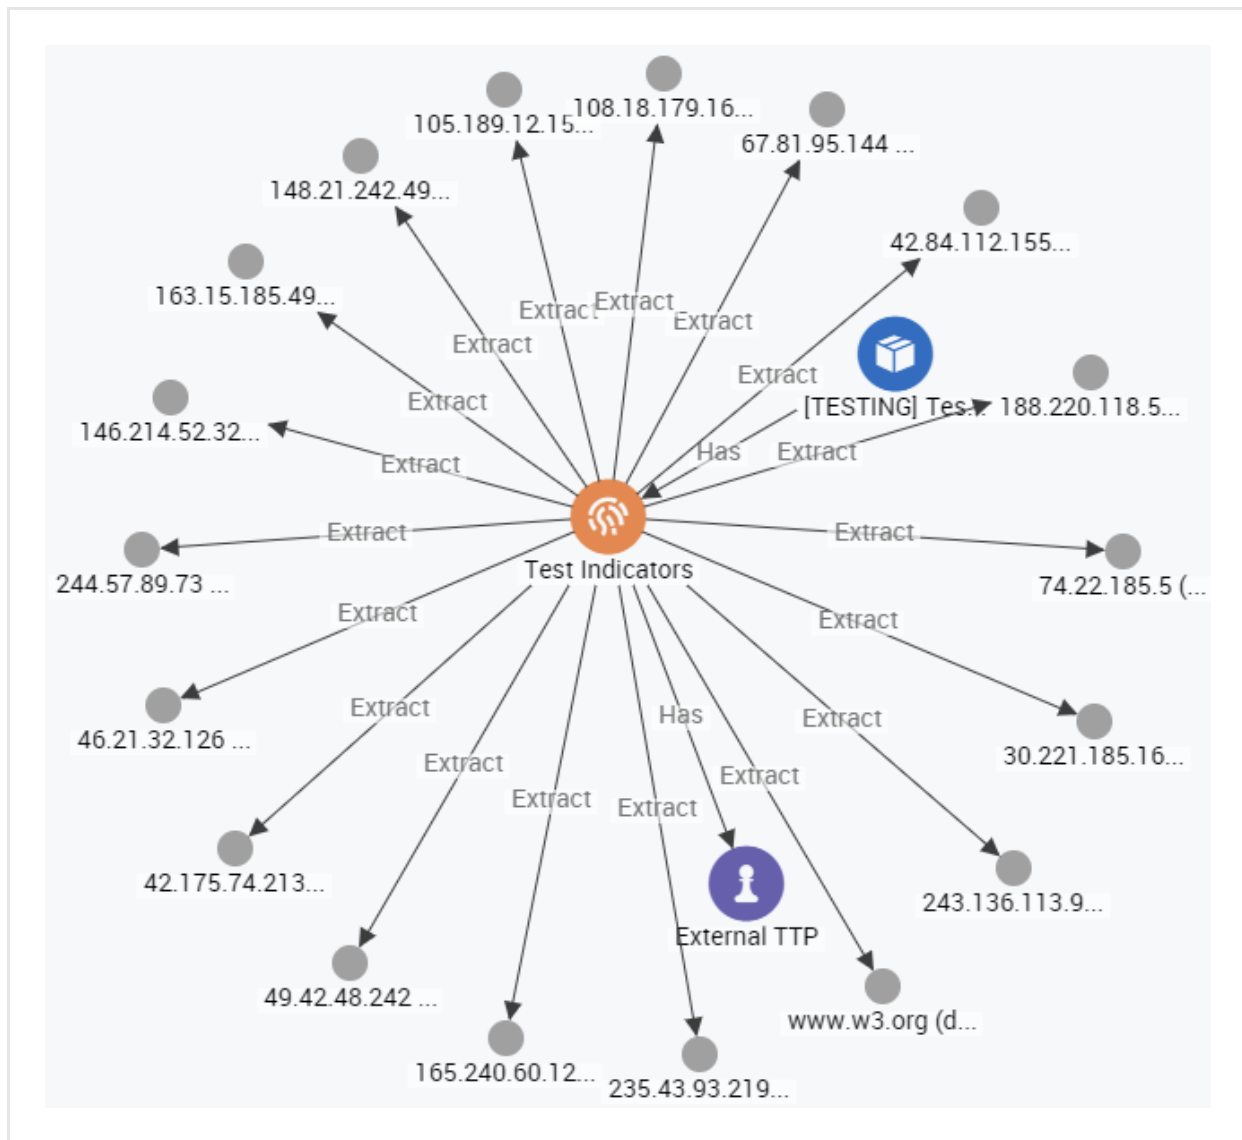 108.18.179.16...
105.189.12.15...
67.81.95.144 ...
148.21.242.49...
42.84.112.155...
163.15.185.49...
Extract
Extract
Extract
Extract
Extract
Extract
[TESTING] Tes...
188.220.118.5...
146.214.52.32...
Has
Extract
Extract
Extract
Extract
Test Indicators
244.57.89.73 ...
74.22.185.5 (...
Extract
Extract
Extract
Has
Extract
46.21.32.126 ...
30.221.185.16...
Extract
Extract
Extract
Extract
42.175.74.213...
243.136.113.9...
External TTP
49.42.48.242 ...
www.w3.org (d...
165.240.60.12...
235.43.93.219...